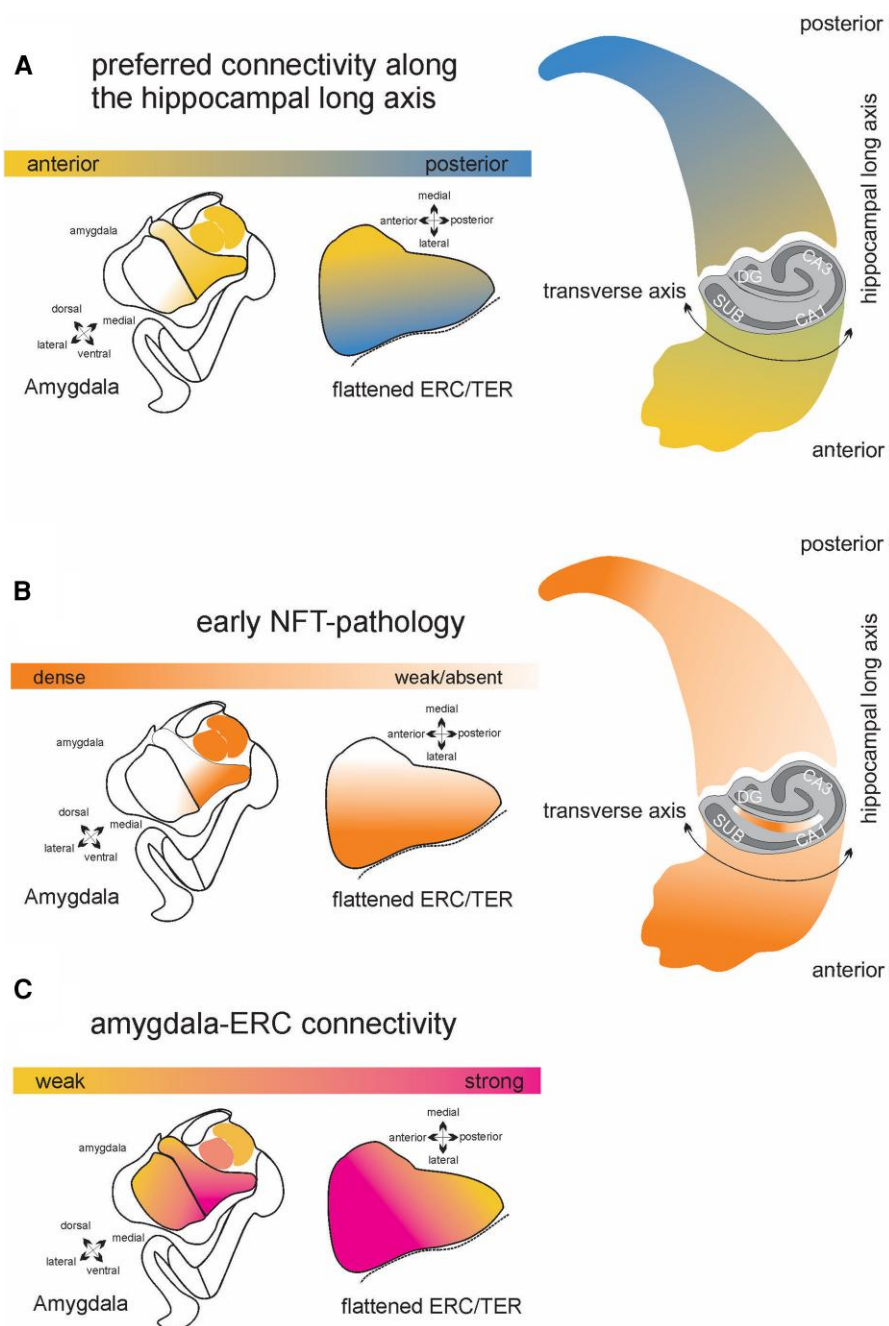 A
preferred connectivity along
the hippocampal long axis
anterior
posterior
amygdala
dorsal
medial
lateral
ventral
Amygdala
medial
anterior
posterior
lateral
flattened ERC/TER
posterior
hippocampal long axis
transverse axis
DG
CA3
SUB
CA1
anterior
B
early NFT-pathology
dense
weak/absent
amygdala
dorsal
medial
lateral
ventral
Amygdala
medial
anterior
posterior
lateral
flattened ERC/TER
posterior
hippocampal long axis
transverse axis
DG
CA3
SUB
CA1
anterior
C
amygdala-ERC connectivity
weak
strong
amygdala
dorsal
medial
lateral
ventral
Amygdala
medial
anterior
posterior
lateral
flattened ERC/TER